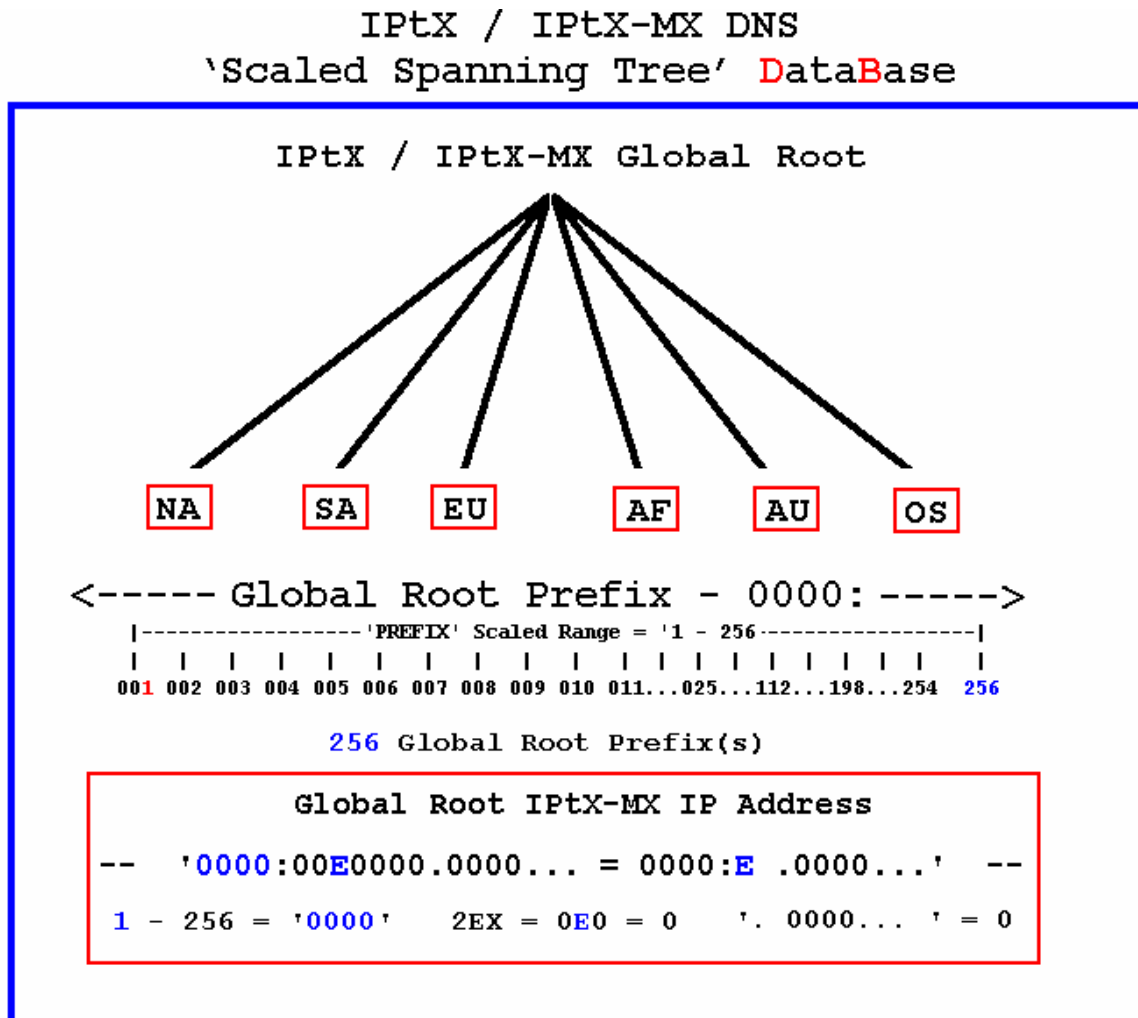 IPtX / IPtX-MX DNS
‘Scaled Spanning Tree’ DataBase
IPtX / IPtX-MX Global Root
NA SA EU AF AU OS
<----- Global Root Prefix - 0000: ----->
|------------------'PREFIX' Scaled Range = '1 - 256------------------|
| | | | | | | | | | | | | | | | | |
001 002 003 004 005 006 007 008 009 010 011...025...112...198...254 256
256 Global Root Prefix(s)
Global Root IPtX-MX IP Address
-- '0000:00E0000.0000... = 0000:E .0000...' --
1 - 256 = '0000' 2EX = 0E0 = 0 '. 0000... ' = 0